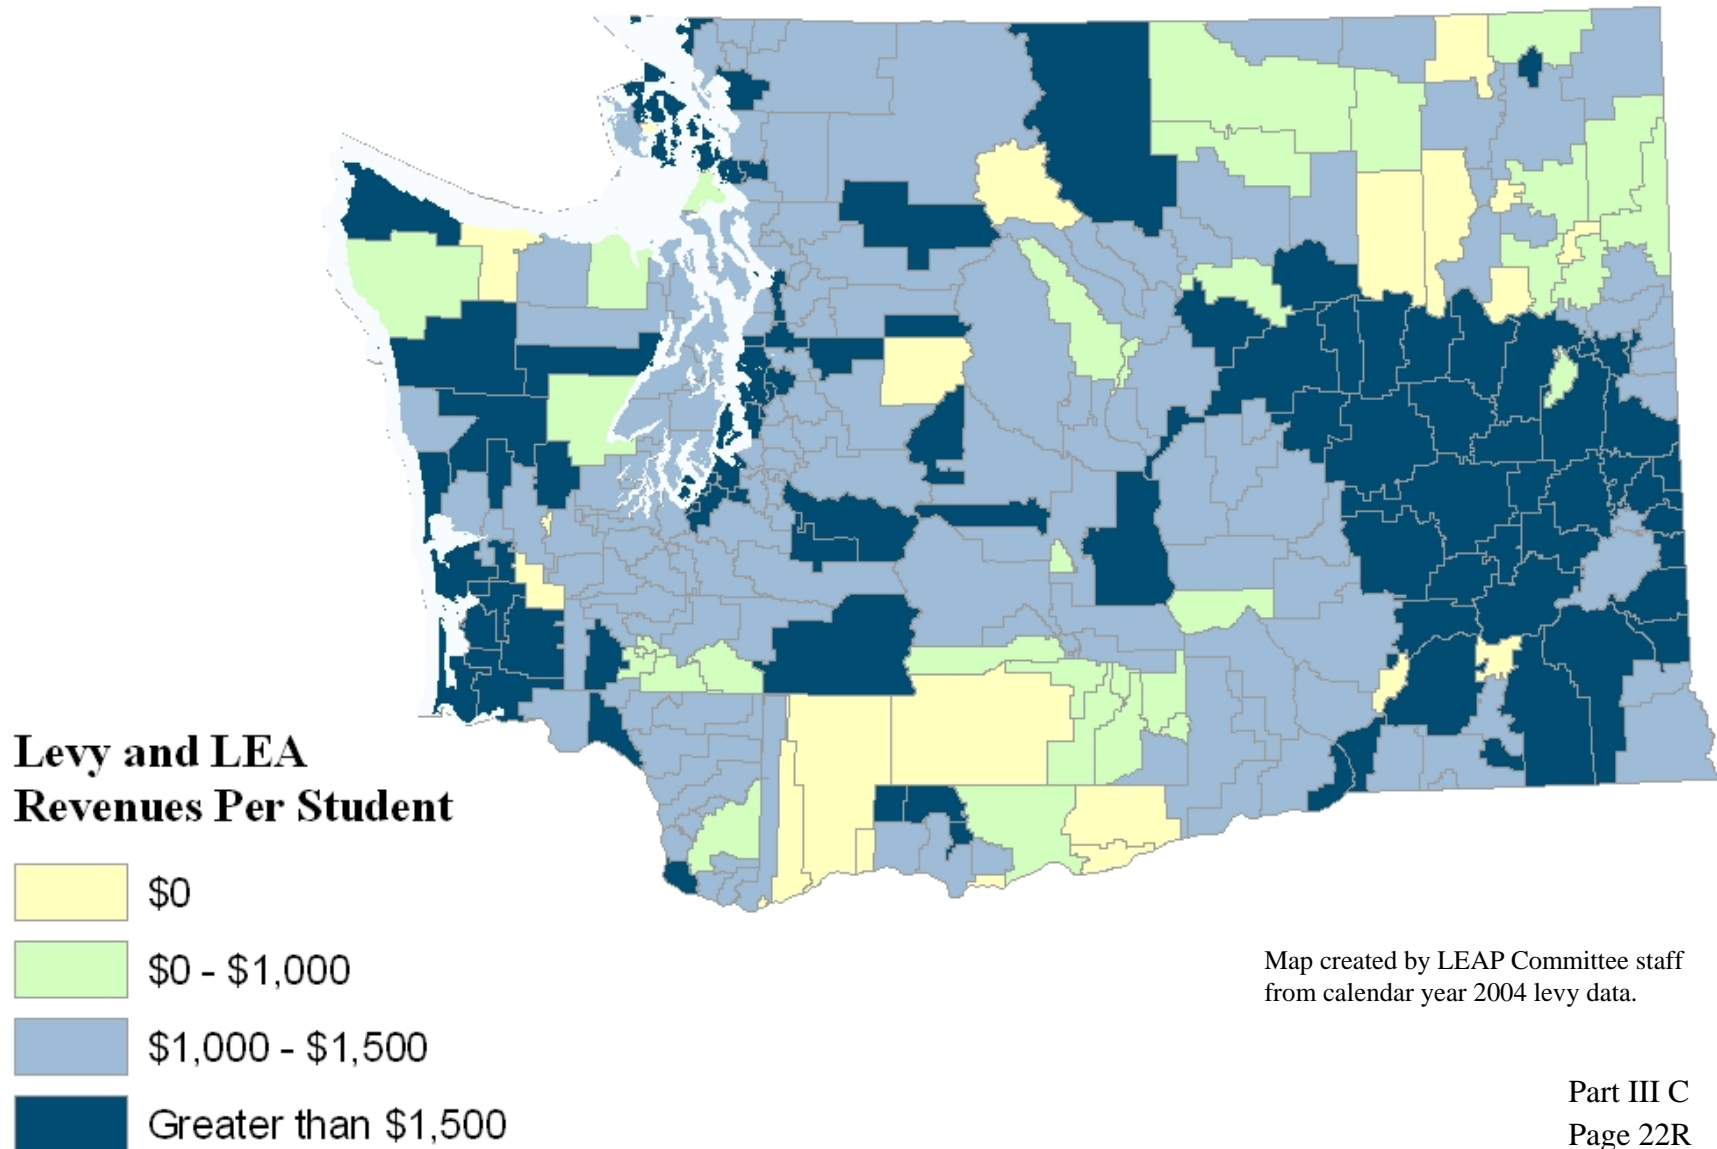 Levy and LEA
Revenues Per Student
$0
$0 - $1,000
$1,000 - $1,500
Greater than $1,500
Map created by LEAP Committee staff
from calendar year 2004 levy data.
Part III C
Page 22R